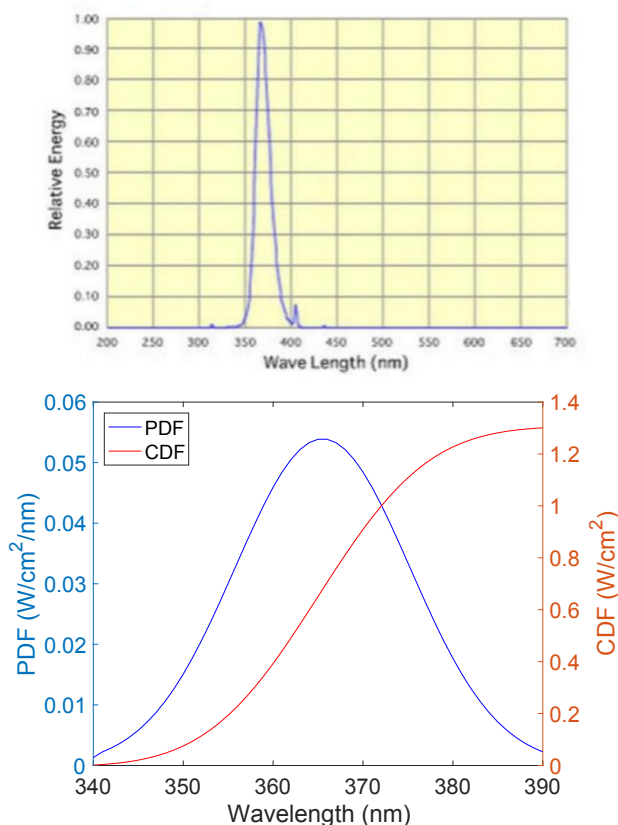 1.00
0.90
0.80
0.70
0.60
0.50
0.40
0.30
0.20
0.10
0.00
Relative Energy
200 250 300 350 400 450 500 550 600 650 700
Wave Length (nm)
PDF
CDF
0.06
0.05
0.04
0.03
0.02
0.01
0
PDF (W/cm²/nm)
1.4
1.2
1
0.8
0.6
0.4
0.2
0
CDF (W/cm²)
340 350 360 370 380 390
Wavelength (nm)